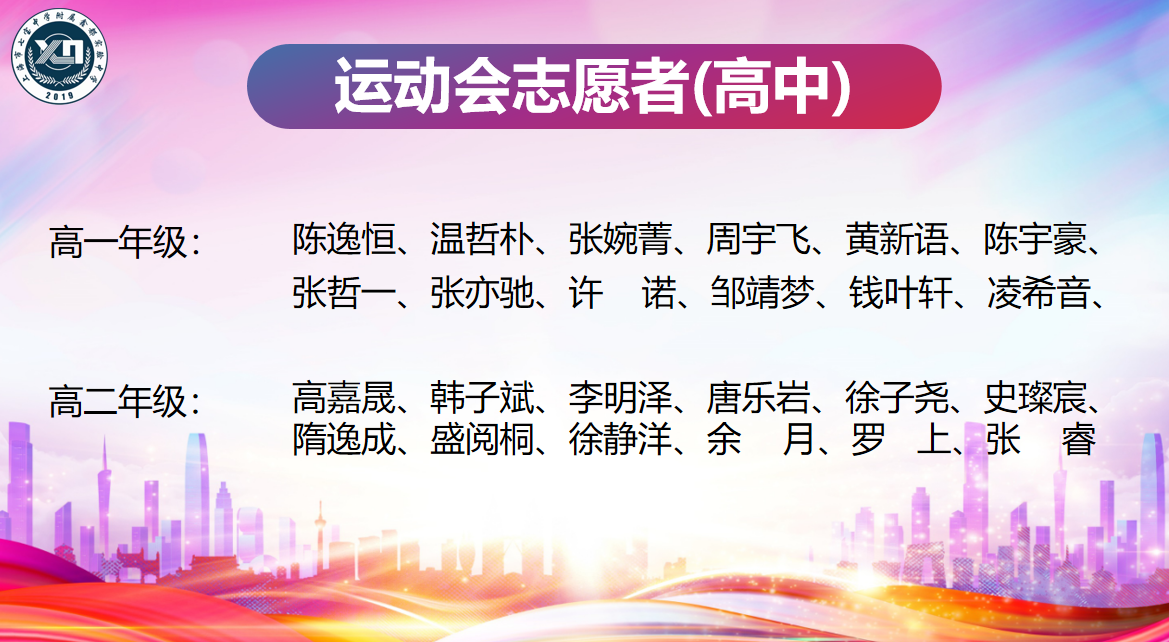 上海市七宝中学附属鑫都实验中学
2019
运动会志愿者(高中)
高一年级：
陈逸恒、温哲朴、张婉菁、周宇飞、黄新语、陈宇豪、
张哲一、张亦驰、许 诺、邹靖梦、钱叶轩、凌希音、
高二年级：
高嘉晟、韩子斌、李明泽、唐乐岩、徐子尧、史璨宸、
隋逸成、盛阅桐、徐静洋、余 月、罗 上、张 睿